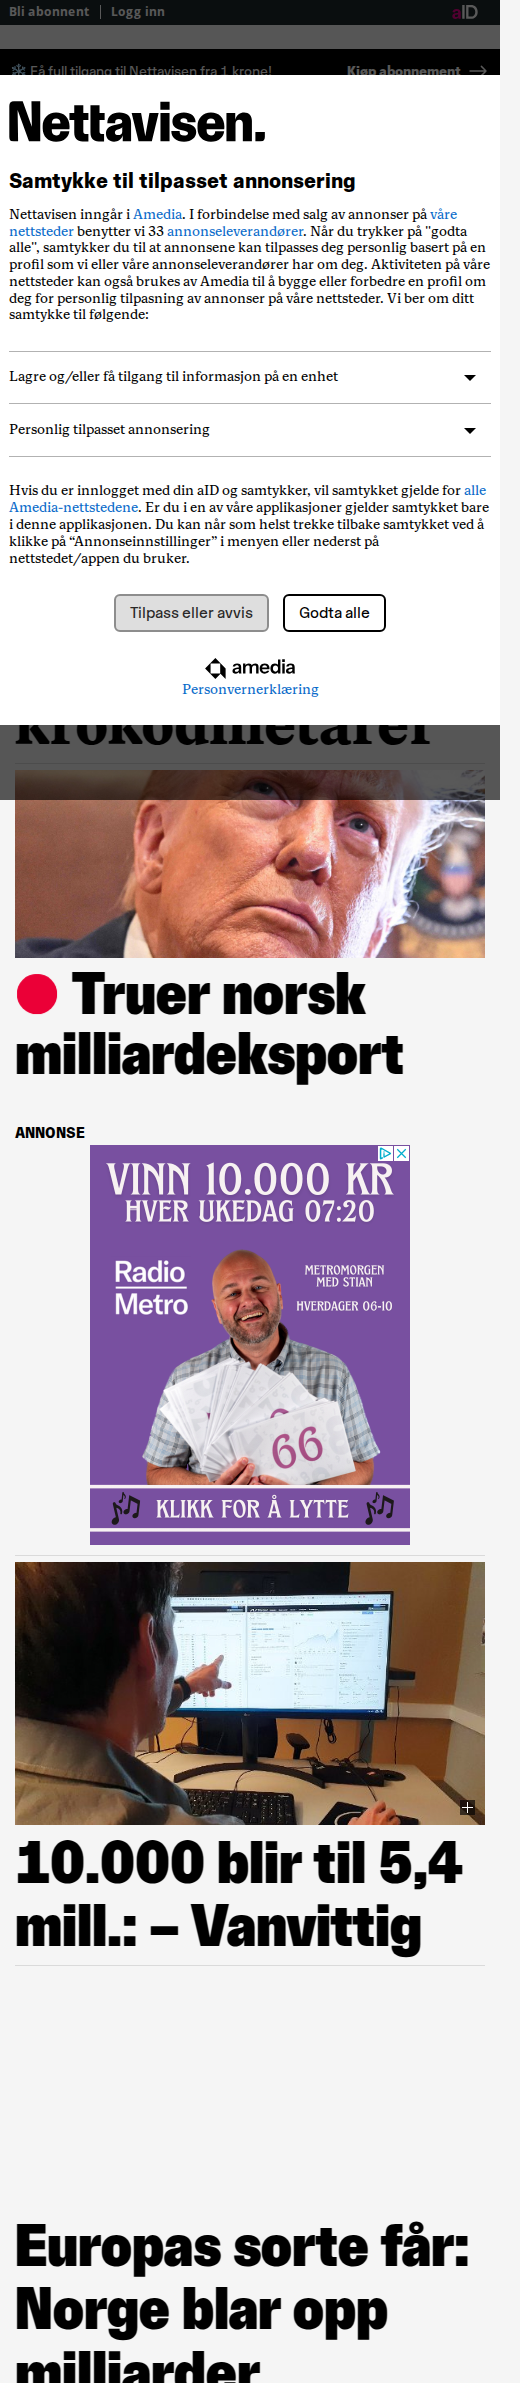 Bli abonnent | Logg inn
aID
Få full tilgang til Nettavisen fra 1 krone!
Kjøp abonnement
Nettavisen.
Samtykke til tilpasset annonsering
Nettavisen inngår i Amedia. I forbindelse med salg av annonser på våre
nettsteder benytter vi 33 annonseleverandører. Når du trykker på "godta
alle", samtykker du til at annonsene kan tilpasses deg personlig basert på en
profil som vi eller våre annonseleverandører har om deg. Aktiviteten på våre
nettsteder kan også brukes av Amedia til å bygge eller forbedre en profil om
deg for personlig tilpasning av annonser på våre nettsteder. Vi ber om ditt
samtykke til følgende:
Lagre og/eller få tilgang til informasjon på en enhet
Personlig tilpasset annonsering
Hvis du er innlogget med din aID og samtykker, vil samtykket gjelde for alle
Amedia-nettstedene. Er du i en av våre applikasjoner gjelder samtykket bare
i denne applikasjonen. Du kan når som helst trekke tilbake samtykket ved å
klikke på “Annonseinnstillinger” i menyen eller nederst på
nettstedet/appen du bruker.
Tilpass eller avvis
Godta alle
amedia
Personvernerklæring
Truer norsk
milliardeksport
ANNONSE
VINN 10.000 KR
HVER UKEDAG 07:20
Radio
Metro
METROMORGEN
MED STIAN
HVERDAGER 06-10
66
KLIKK FOR Å LYTTE
10.000 blir til 5,4
mill.: – Vanvittig
Europas sorte får:
Norge blar opp
milliarder